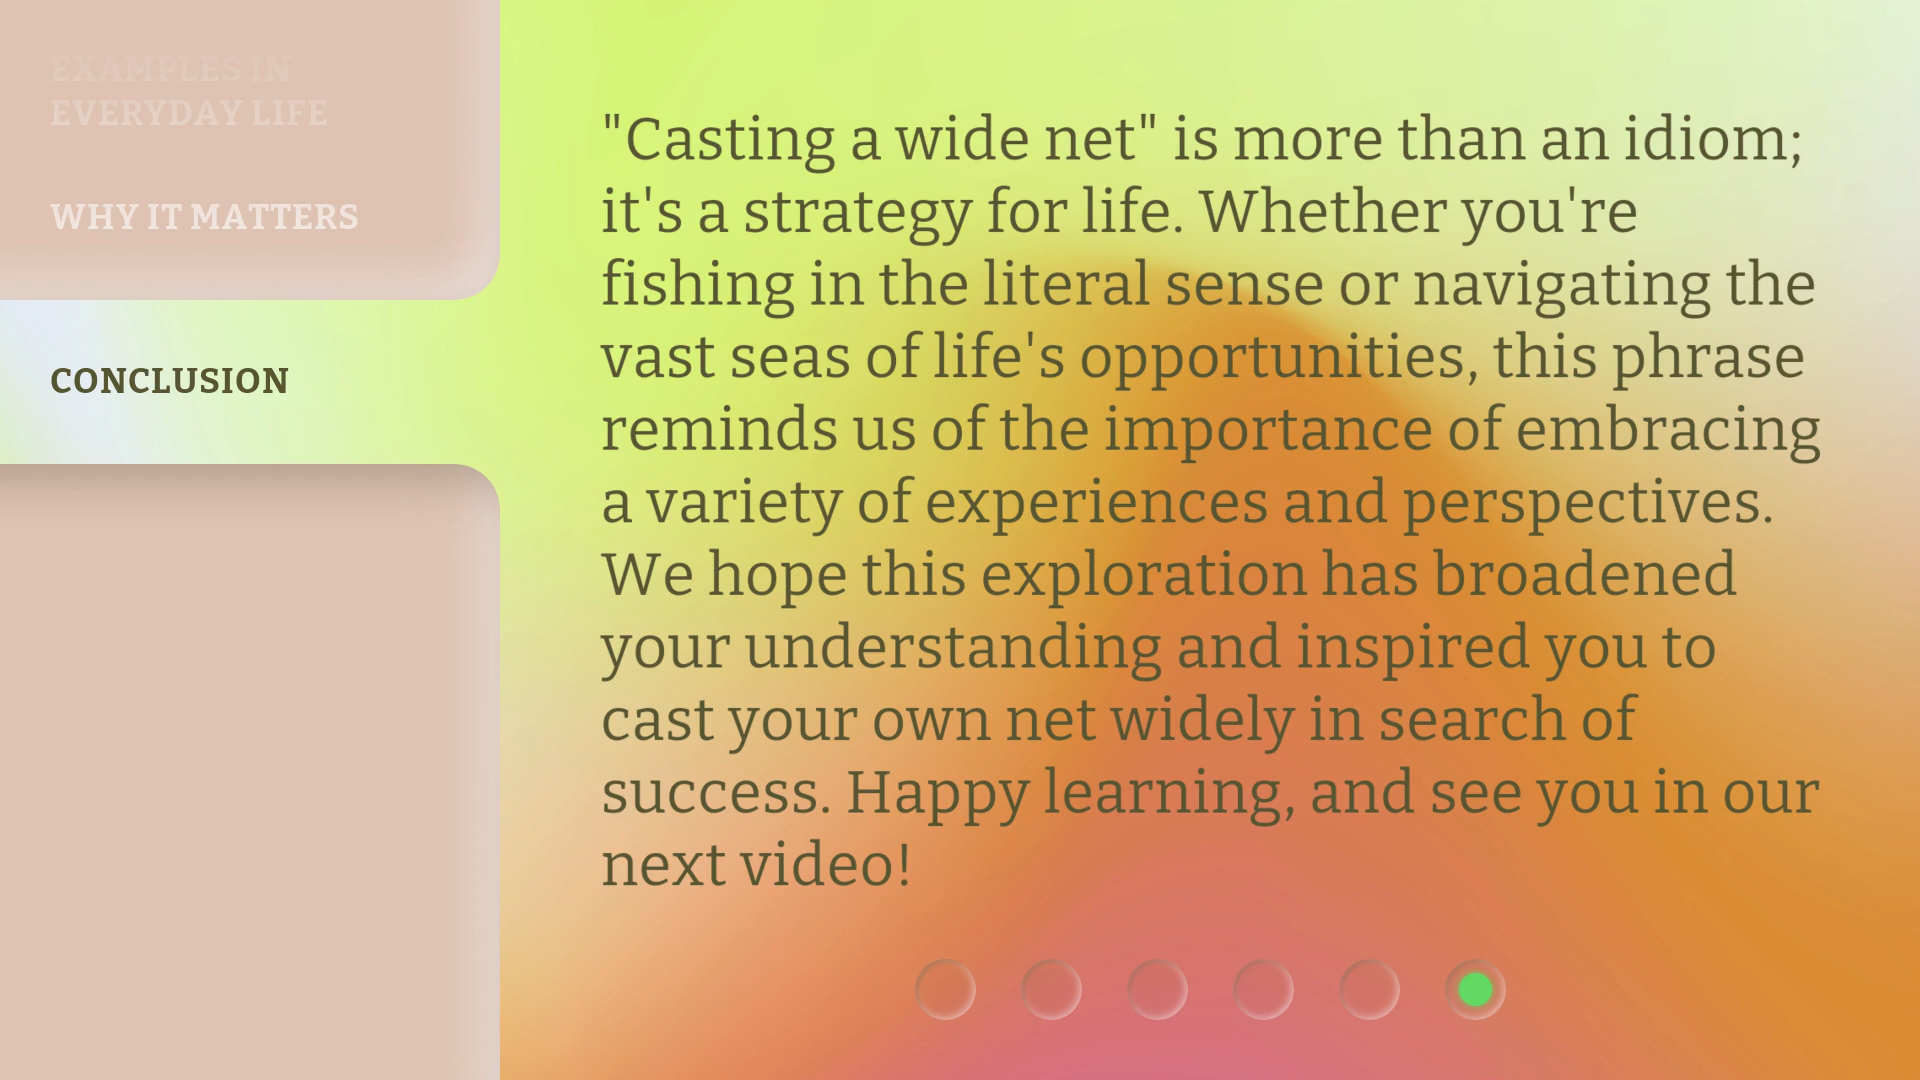 EXAMPLES IN
EVERYDAY LIFE
WHY IT MATTERS
CONCLUSION
"Casting a wide net" is more than an idiom;
it's a strategy for life. Whether you're
fishing in the literal sense or navigating the
vast seas of life's opportunities, this phrase
reminds us of the importance of embracing
a variety of experiences and perspectives.
We hope this exploration has broadened
your understanding and inspired you to
cast your own net widely in search of
success. Happy learning, and see you in our
next video!